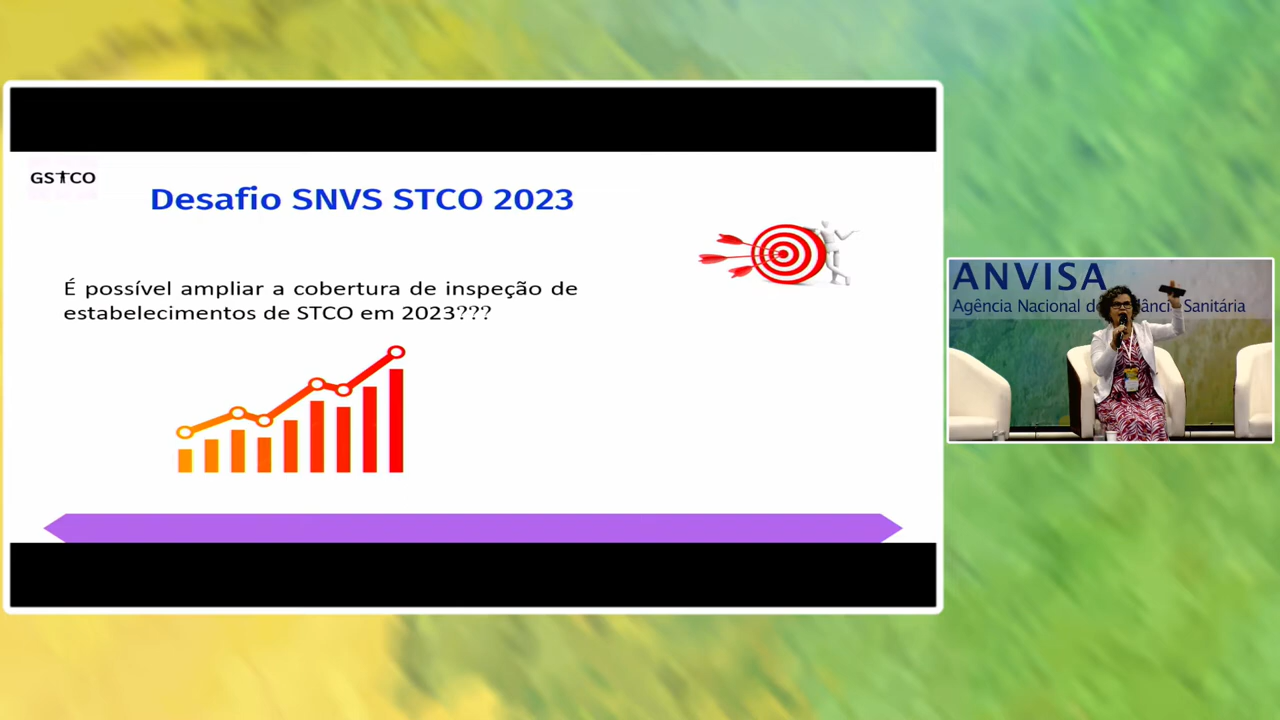 GSTCO
Desafio SNVS STCO 2023
É possível ampliar a cobertura de inspeção de
estabelecimentos de STCO em 2023???
ANVISA
Agência Nacional de Sanitária